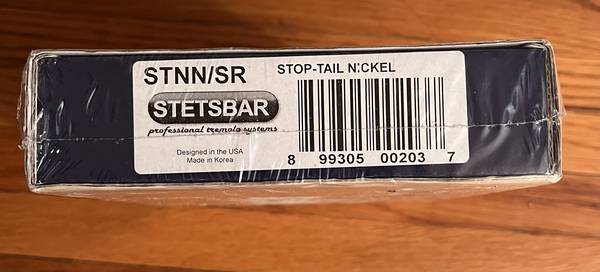 STNN/SR
STETSBAR
professional tremolo systems
Designed in the USA
Made in Korea
STOP-TAIL NICKEL
8 99305 00203 7